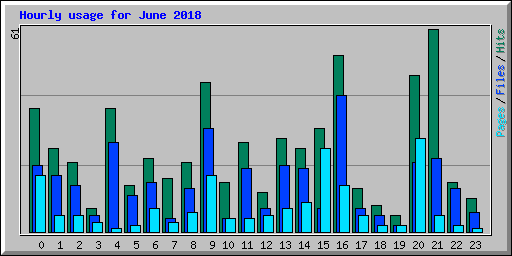 Hourly usage for June 2018
61
Pages/Files/Hits
0 1 2 3 4 5 6 7 8 9 10 11 12 13 14 15 16 17 18 19 20 21 22 23